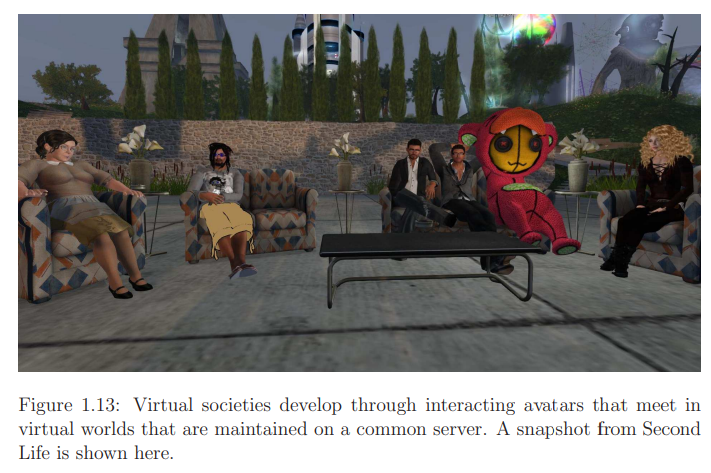 Figure 1.13: Virtual societies develop through interacting avatars that meet in
virtual worlds that are maintained on a common server. A snapshot from Second
Life is shown here.